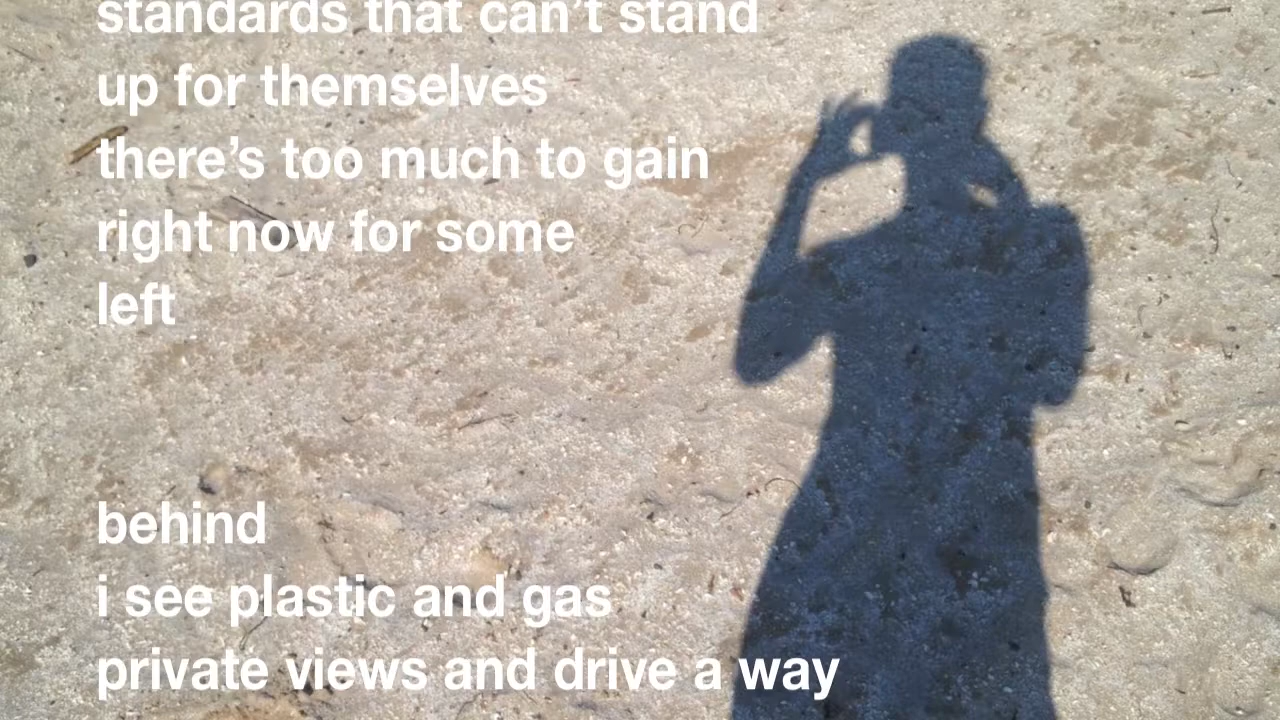 standards that can’t stand
up for themselves
there’s too much to gain
right now for some
left
behind
i see plastic and gas
private views and drive a way